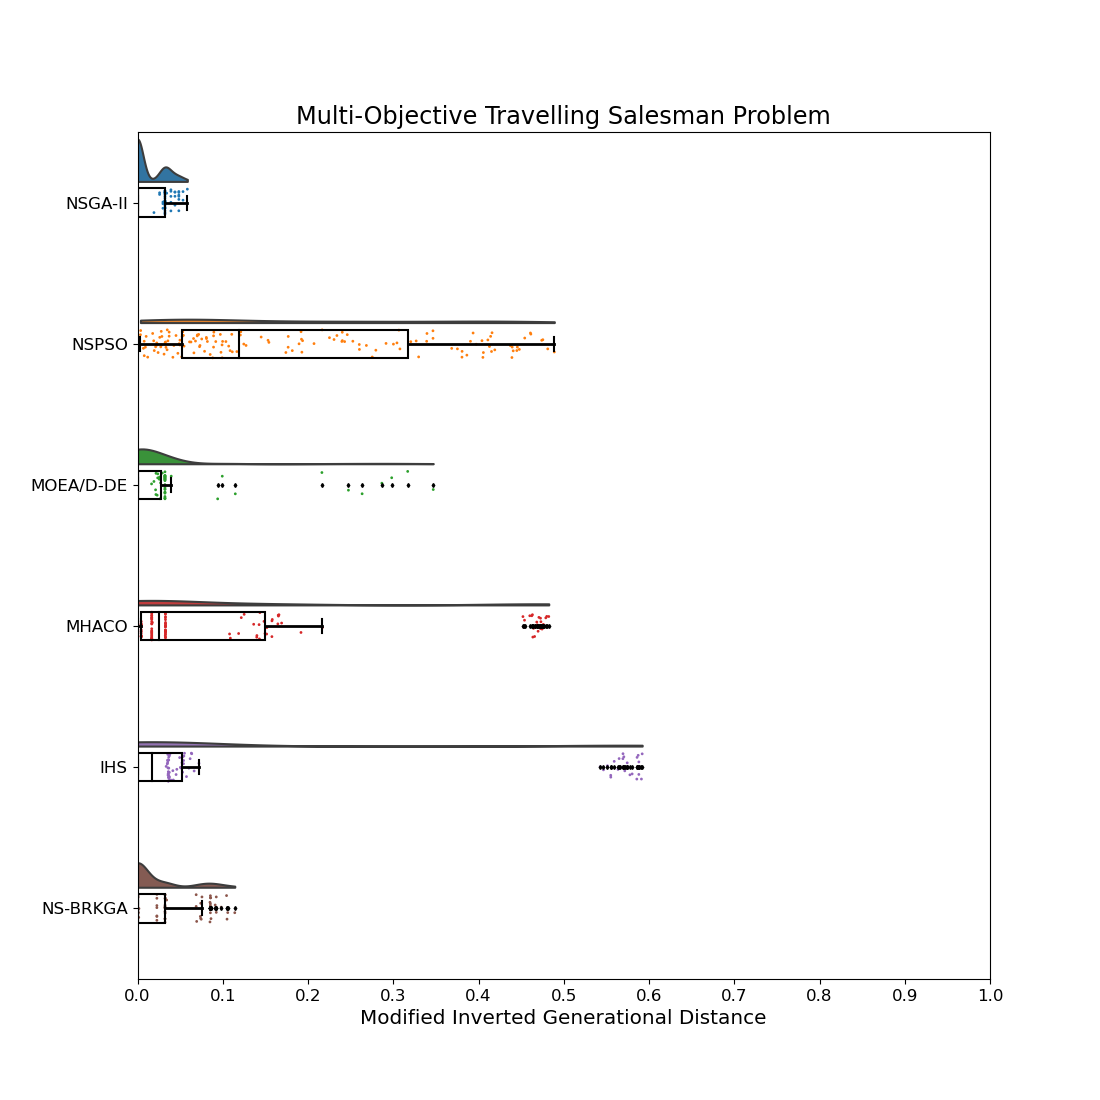 Multi-Objective Travelling Salesman Problem
NSGA-II
NSPSO
MOEA/D-DE
MHACO
IHS
NS-BRKGA
0.0 0.1 0.2 0.3 0.4 0.5 0.6 0.7 0.8 0.9 1.0
Modified Inverted Generational Distance